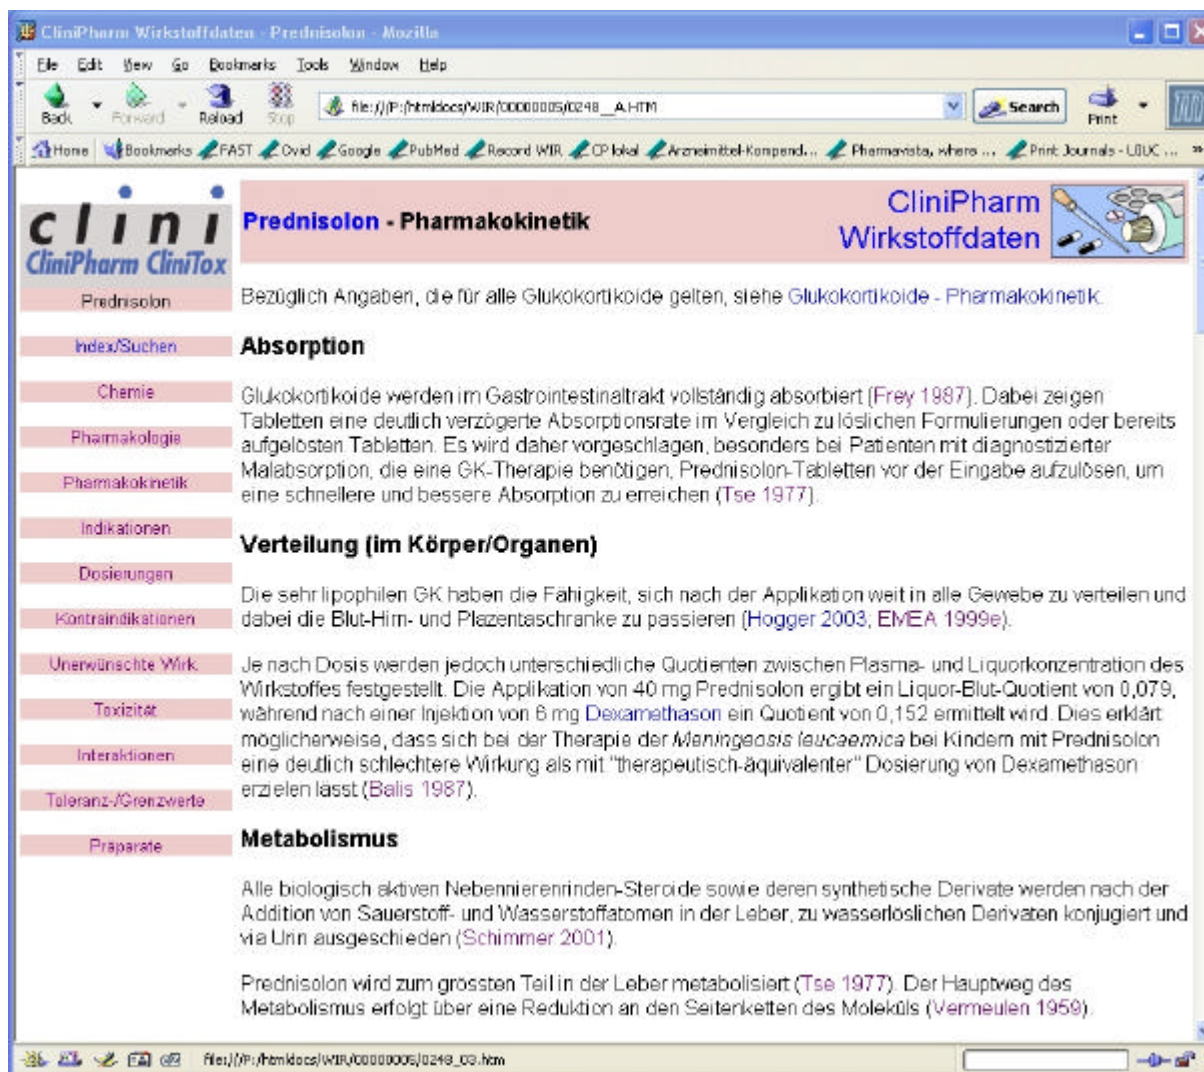 CliniPharm Wirkstoffdaten - Prednisolon - Mozilla
File Edit View Go Bookmarks Tools Window Help
Back Forward Reload Stop file:///P:/htmldocs/WIR/00000005/0248__A.HTM Search Print
Home Bookmarks FAST Ovid Google PubMed Record WIR CP lokal Arzneimittel-Kompend... Pharmavista, where ... Print Journals - UBUC ...
clini
CliniPharm CliniTox
Prednisolon - Pharmakokinetik
CliniPharm
Wirkstoffdaten
Prednisolon
Index/Suchen
Chemie
Pharmakologie
Pharmakokinetik
Indikationen
Dosierungen
Kontraindikationen
Unerwünschte Wirk.
Toxizität
Interaktionen
Toleranz-/Grenzwerte
Präparate
Bezüglich Angaben, die für alle Glukokortikoide gelten, siehe Glukokortikoide - Pharmakokinetik.
Absorption
Glukokortikoide werden im Gastrointestinaltrakt vollständig absorbiert (Frey 1987). Dabei zeigen
Tabletten eine deutlich verzögerte Absorptionsrate im Vergleich zu löslichen Formulierungen oder bereits
aufgelösten Tabletten. Es wird daher vorgeschlagen, besonders bei Patienten mit diagnostizierter
Malabsorption, die eine GK-Therapie benötigen, Prednisolon-Tabletten vor der Eingabe aufzulösen, um
eine schnellere und bessere Absorption zu erreichen (Tse 1977).
Verteilung (im Körper/Organen)
Die sehr lipophilen GK haben die Fähigkeit, sich nach der Applikation weit in alle Gewebe zu verteilen und
dabei die Blut-Hirn- und Plazentaschranke zu passieren (Hogger 2003; EMEA 1999e).
Je nach Dosis werden jedoch unterschiedliche Quotienten zwischen Plasma- und Liquorkonzentration des
Wirkstoffes festgestellt. Die Applikation von 40 mg Prednisolon ergibt ein Liquor-Blut-Quotient von 0,079,
während nach einer Injektion von 6 mg Dexamethason ein Quotient von 0,152 ermittelt wird. Dies erklärt
möglicherweise, dass sich bei der Therapie der Meningeosis leucaemica bei Kindern mit Prednisolon
eine deutlich schlechtere Wirkung als mit "therapeutisch-äquivalenter" Dosierung von Dexamethason
erzielen lässt (Balis 1987).
Metabolismus
Alle biologisch aktiven Nebennierenrinden-Steroide sowie deren synthetische Derivate werden nach der
Addition von Sauerstoff- und Wasserstoffatomen in der Leber, zu wasserlöslichen Derivaten konjugiert und
via Urin ausgeschieden (Schimmer 2001).
Prednisolon wird zum grössten Teil in der Leber metabolisiert (Tse 1977). Der Hauptweg des
Metabolismus erfolgt über eine Reduktion an den Seitenketten des Moleküls (Vermeulen 1959).
file:///P:/htmldocs/WIR/00000005/0248_03.htm